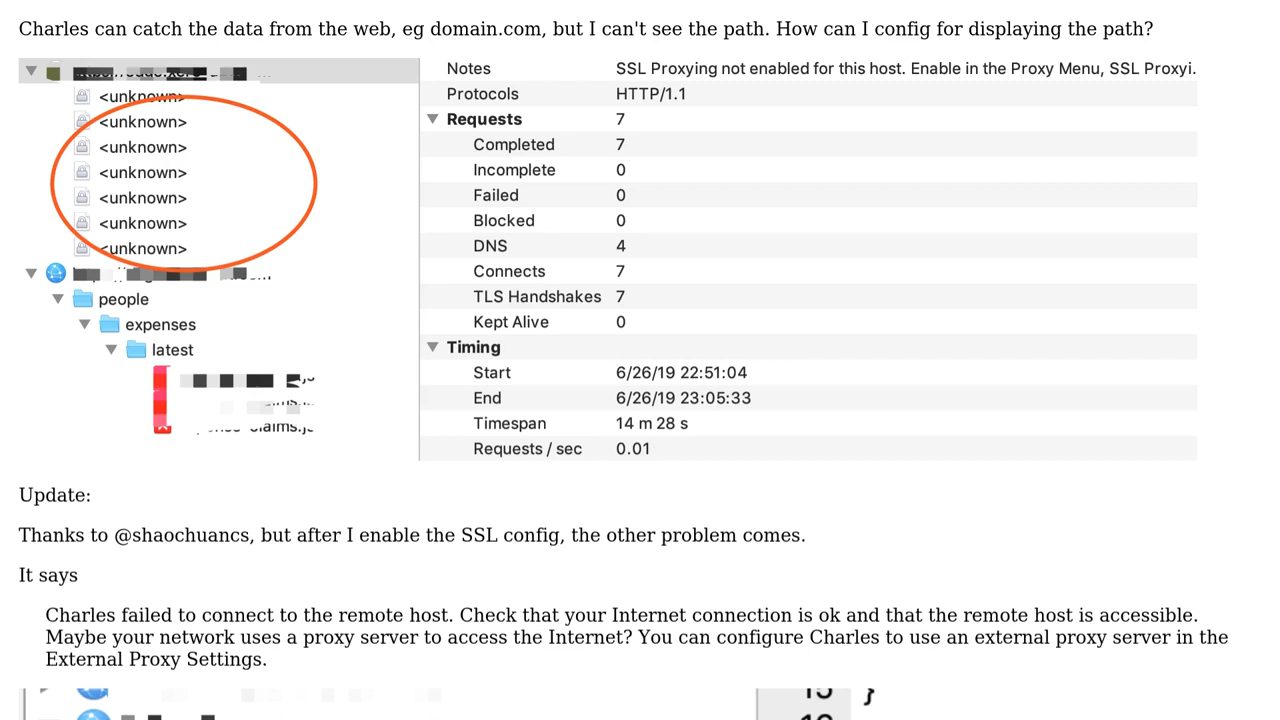 Charles can catch the data from the web, eg domain.com, but I can't see the path. How can I config for displaying the path?
<unknown>
<unknown>
<unknown>
<unknown>
<unknown>
<unknown>
<unknown>
people
expenses
latest
Notes SSL Proxying not enabled for this host. Enable in the Proxy Menu, SSL Proxyi.
Protocols HTTP/1.1
Requests 7
Completed 7
Incomplete 0
Failed 0
Blocked 0
DNS 4
Connects 7
TLS Handshakes 7
Kept Alive 0
Timing
Start 6/26/19 22:51:04
End 6/26/19 23:05:33
Timespan 14 m 28 s
Requests / sec 0.01
Update:
Thanks to @shaochuancs, but after I enable the SSL config, the other problem comes.
It says
Charles failed to connect to the remote host. Check that your Internet connection is ok and that the remote host is accessible.
Maybe your network uses a proxy server to access the Internet? You can configure Charles to use an external proxy server in the
External Proxy Settings.
15 }